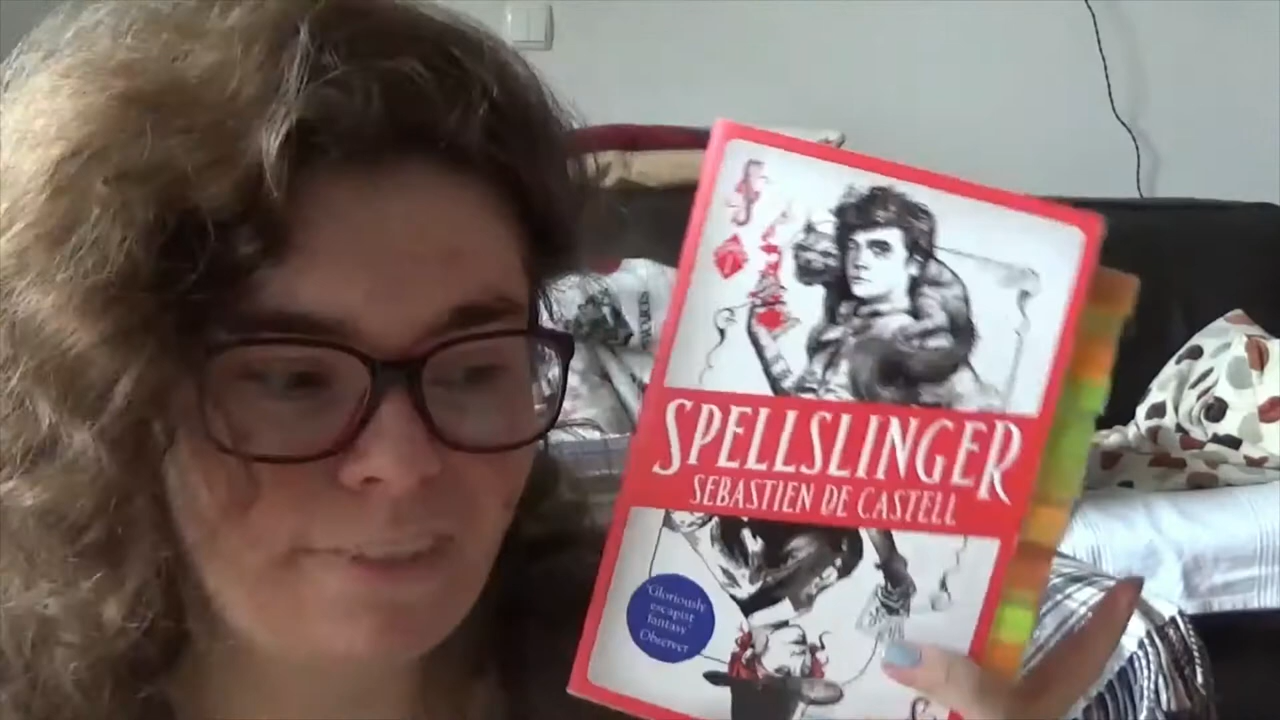 SPELLSLINGER
SEBASTIEN DE CASTELL
'Gloriously
escapist
fantasy'
Observer